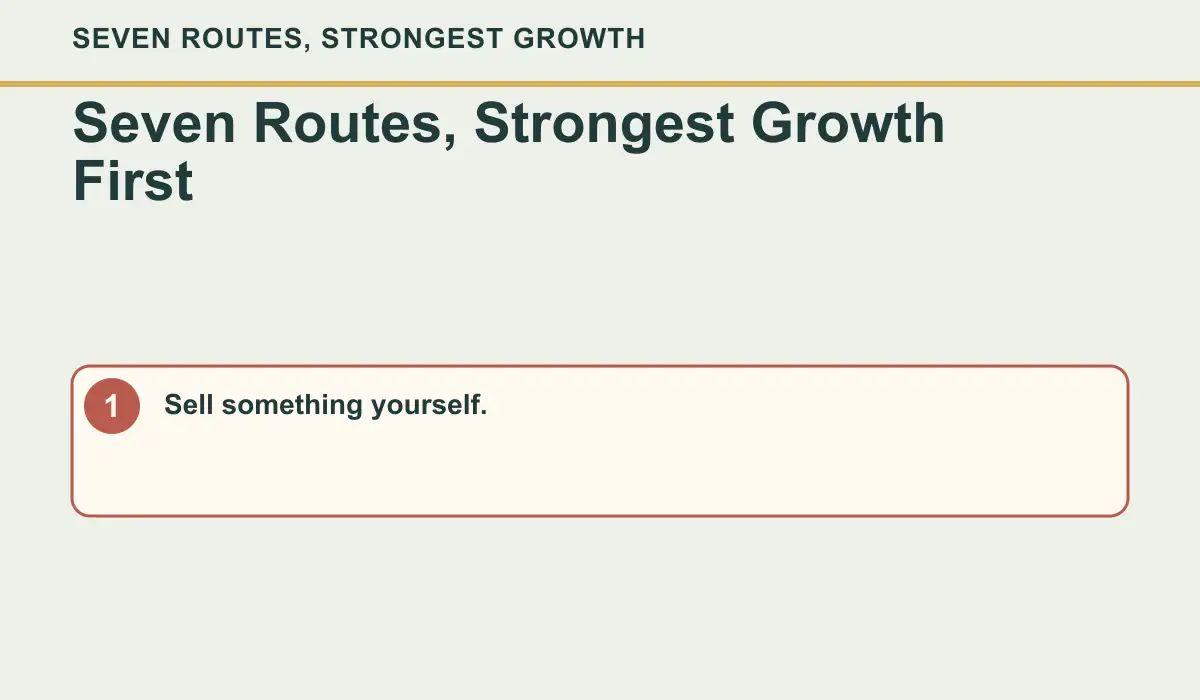 SEVEN ROUTES, STRONGEST GROWTH
Seven Routes, Strongest Growth
First
1
Sell something yourself.